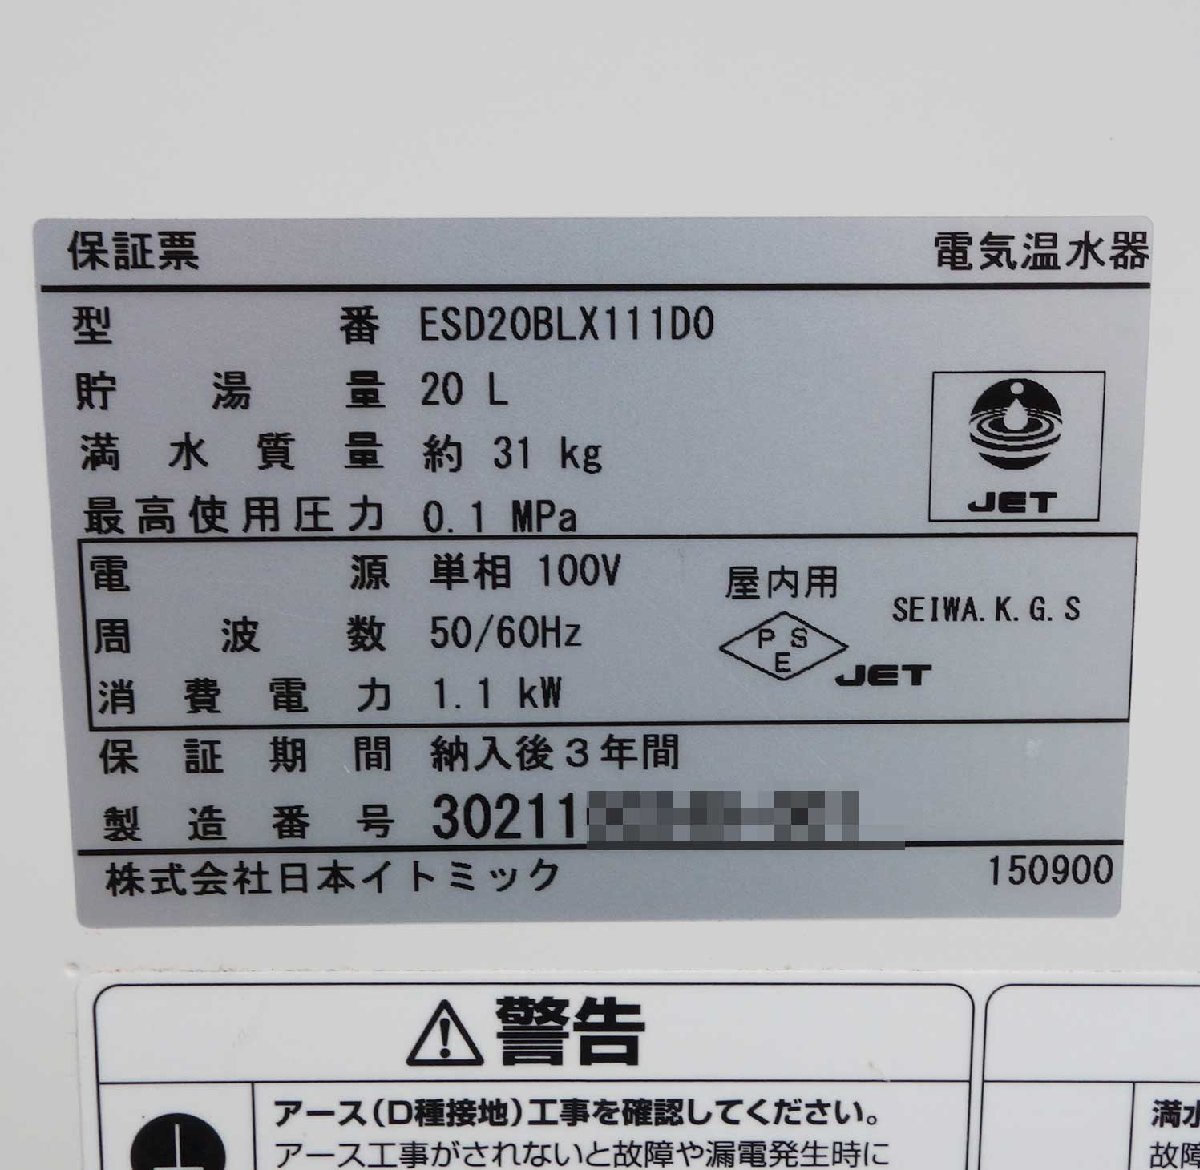 保証票 電気温水器
型番 ESD20BLX111D0
貯湯量 20 L
満水質量 約 31 kg
JET
最高使用圧力 0.1 MPa
電源 単相 100V
屋内用
SEIWA.K.G.S
周波数 50/60Hz
PSE
JET
消費電力 1.1 kW
保証期間 納入後3年間
製造番号 30211
株式会社日本イトミック 150900
警告
アース(D種接地)工事を確認してください。
アース工事がされないと故障や漏電発生時に
満水
故障